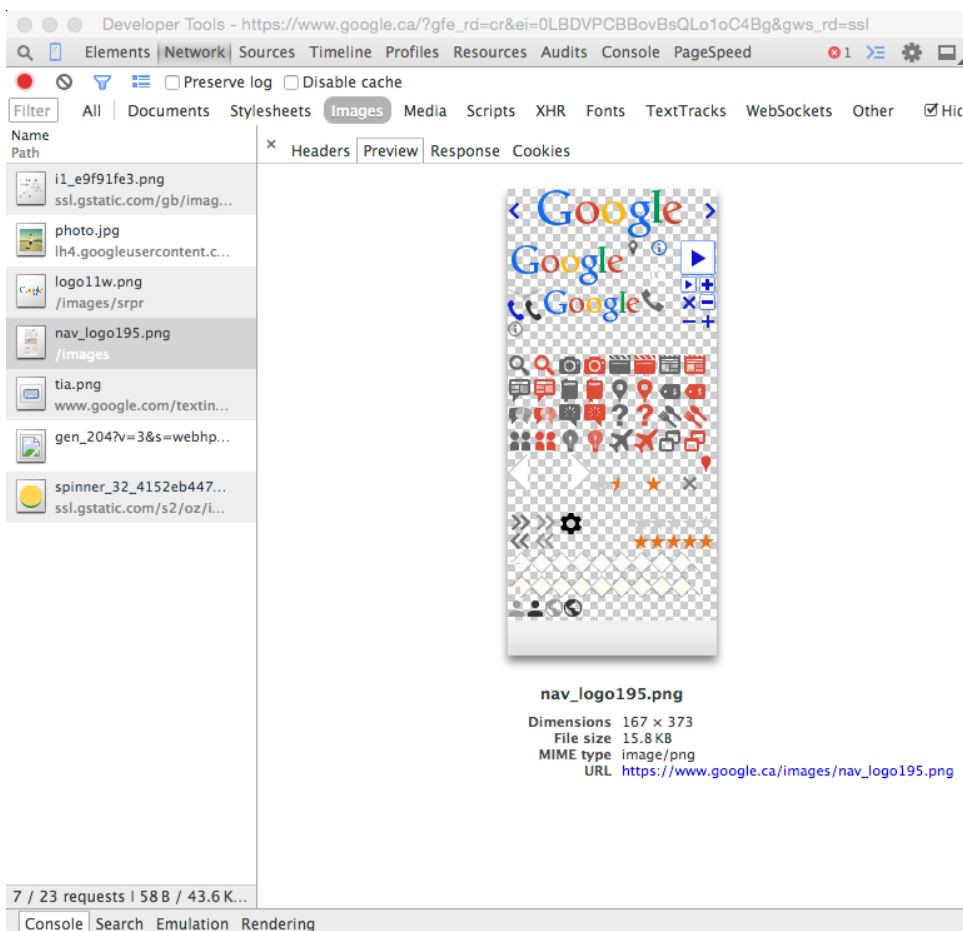 Developer Tools - https://www.google.ca/?gfe_rd=cr&ei=0LBDVPCBBovBsQLo1oC4Bg&gws_rd=ssl
Elements Network Sources Timeline Profiles Resources Audits Console PageSpeed 1
Preserve log Disable cache
Filter All Documents Stylesheets Images Media Scripts XHR Fonts TextTracks WebSockets Other Hid
Name
Path
× Headers Preview Response Cookies
i1_e9f91fe3.png
ssl.gstatic.com/gb/imag...
photo.jpg
lh4.googleusercontent.c...
logo11w.png
/images/srpr
nav_logo195.png
/images
tia.png
www.google.com/textin...
gen_204?v=3&s=webhp...
spinner_32_4152eb447...
ssl.gstatic.com/s2/oz/i...
Google
Google
Google
nav_logo195.png
Dimensions 167 × 373
File size 15.8 KB
MIME type image/png
URL https://www.google.ca/images/nav_logo195.png
7 / 23 requests | 58 B / 43.6 K...
Console Search Emulation Rendering